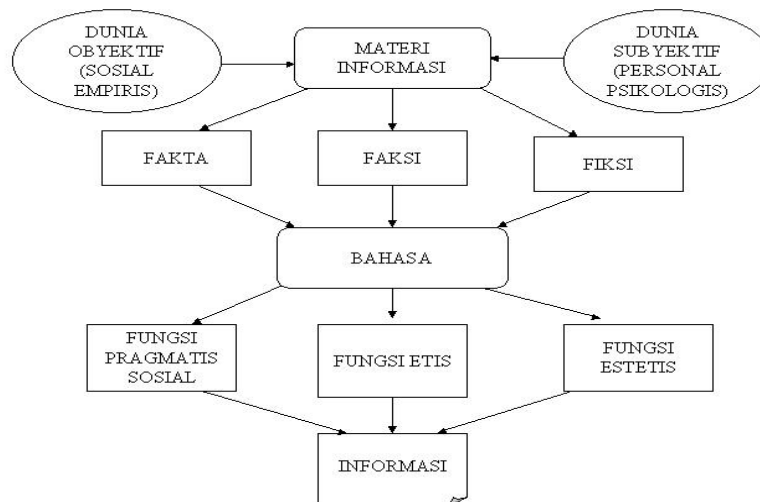 DUNIA
OBYEKTIF
(SOSIAL
EMPIRIS)
MATERI
INFORMASI
DUNIA
SUBYEKTIF
(PERSONAL
PSIKOLOGIS)
FAKTA
FAKSI
FIKSI
BAHASA
FUNGSI
PRAGMATIS
SOSIAL
FUNGSI ETIS
FUNGSI
ESTETIS
INFORMASI